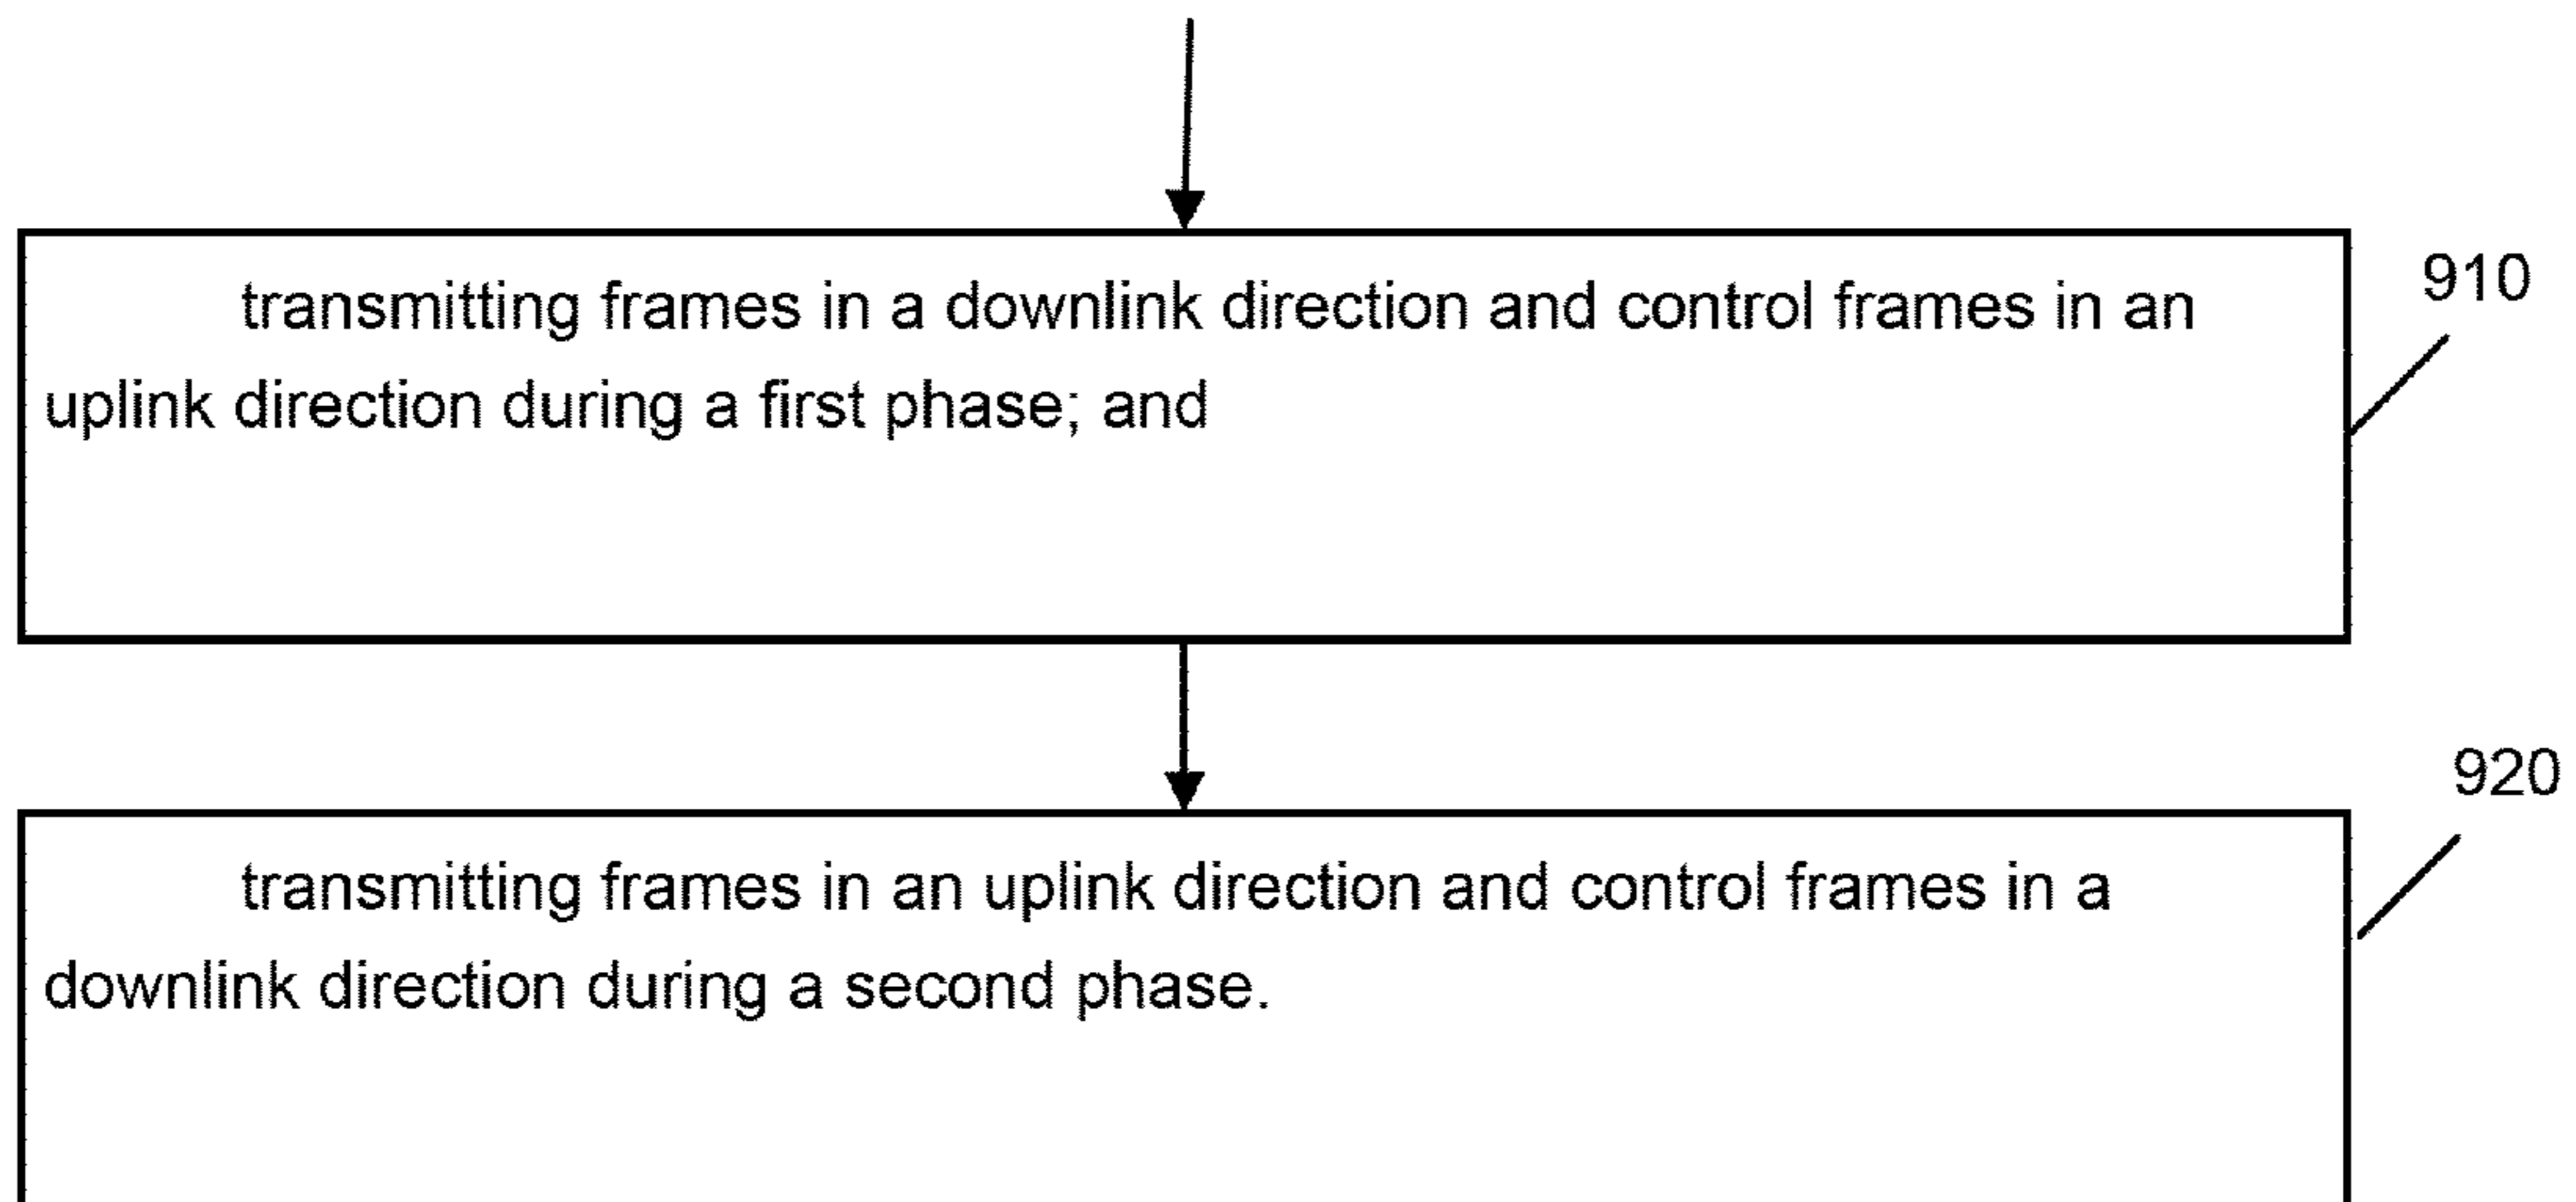 transmitting frames in a downlink direction and control frames in an
uplink direction during a first phase; and
910
920
transmitting frames in an uplink direction and control frames in a
downlink direction during a second phase.